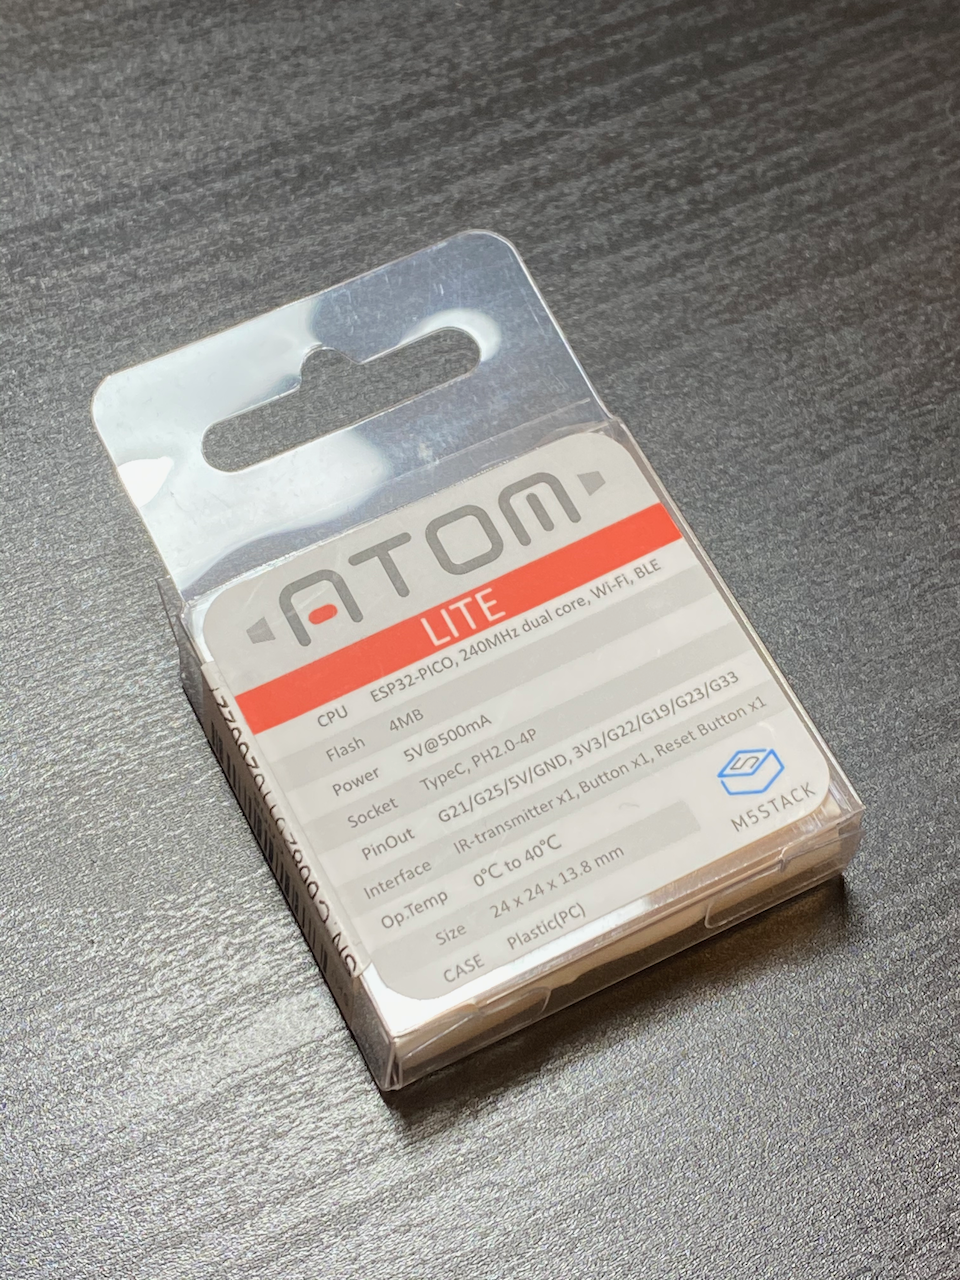 ATOM
LITE
CPU ESP32-PICO, 240MHz dual core, Wi-Fi, BLE
Flash 4MB
Power 5V@500mA
Socket TypeC, PH2.0-4P
PinOut G21/G25/5V/GND, 3V3/G22/G19/G23/G33
Interface IR-transmitter x1, Button x1, Reset Button x1
Op.Temp 0°C to 40°C
Size 24 x 24 x 13.8 mm
CASE Plastic(PC)
5
M5STACK